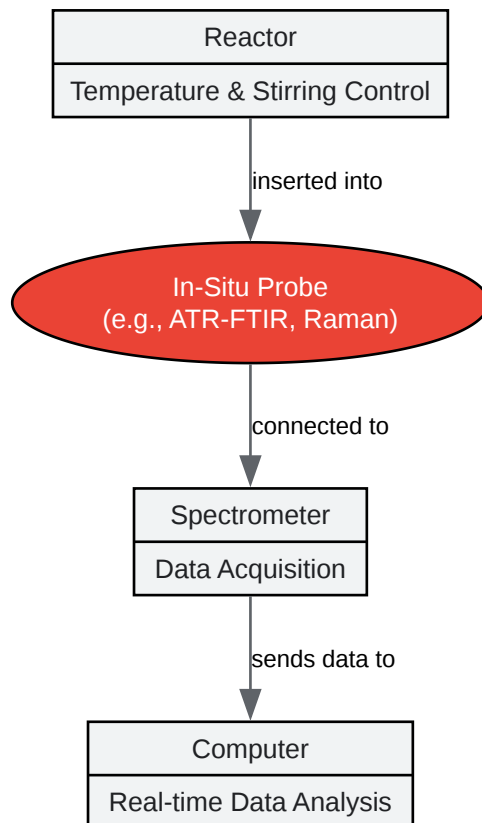 Reactor
Temperature & Stirring Control
inserted into
In-Situ Probe
(e.g., ATR-FTIR, Raman)
connected to
Spectrometer
Data Acquisition
sends data to
Computer
Real-time Data Analysis